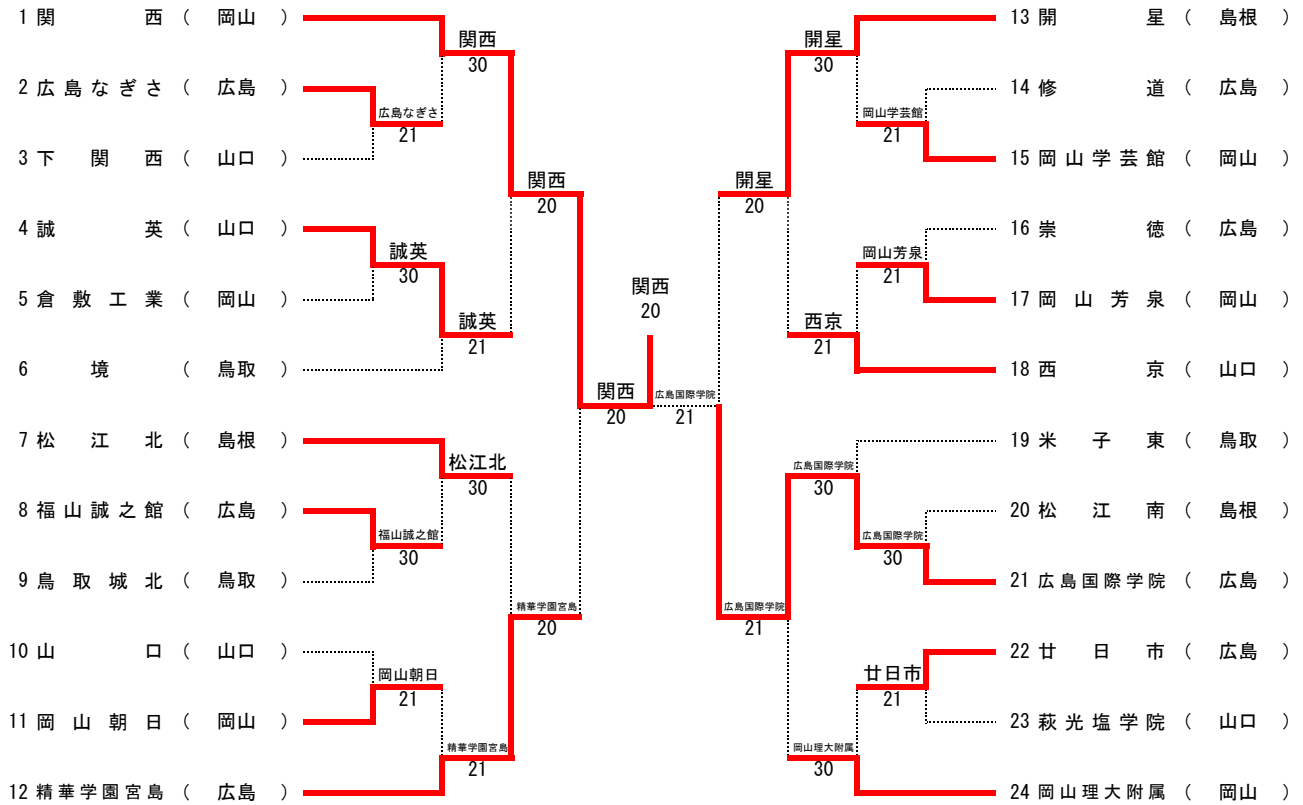 1 関西 ( 岡山 )
2 広島なぎさ ( 広島 )
3 下関西 ( 山口 )
4 誠英 ( 山口 )
5 倉敷工業 ( 岡山 )
6 境 ( 鳥取 )
7 松江北 ( 島根 )
8 福山誠之館 ( 広島 )
9 鳥取城北 ( 鳥取 )
10 山口 ( 山口 )
11 岡山朝日 ( 岡山 )
12 精華学園宮島 ( 広島 )
広島なぎさ
21
誠英
30
福山誠之館
30
岡山朝日
21
関西
30
誠英
21
松江北
30
精華学園宮島
21
関西
20
精華学園宮島
20
関西
20
関西
20
広島国際学院
21
開星
20
広島国際学院
21
開星
30
西京
21
広島国際学院
30
岡山理大附属
30
岡山学芸館
21
岡山芳泉
21
広島国際学院
30
廿日市
21
13 開星 ( 島根 )
14 修道 ( 広島 )
15 岡山学芸館 ( 岡山 )
16 崇徳 ( 広島 )
17 岡山芳泉 ( 岡山 )
18 西京 ( 山口 )
19 米子東 ( 鳥取 )
20 松江南 ( 島根 )
21 広島国際学院 ( 広島 )
22 廿日市 ( 広島 )
23 萩光塩学院 ( 山口 )
24 岡山理大附属 ( 岡山 )